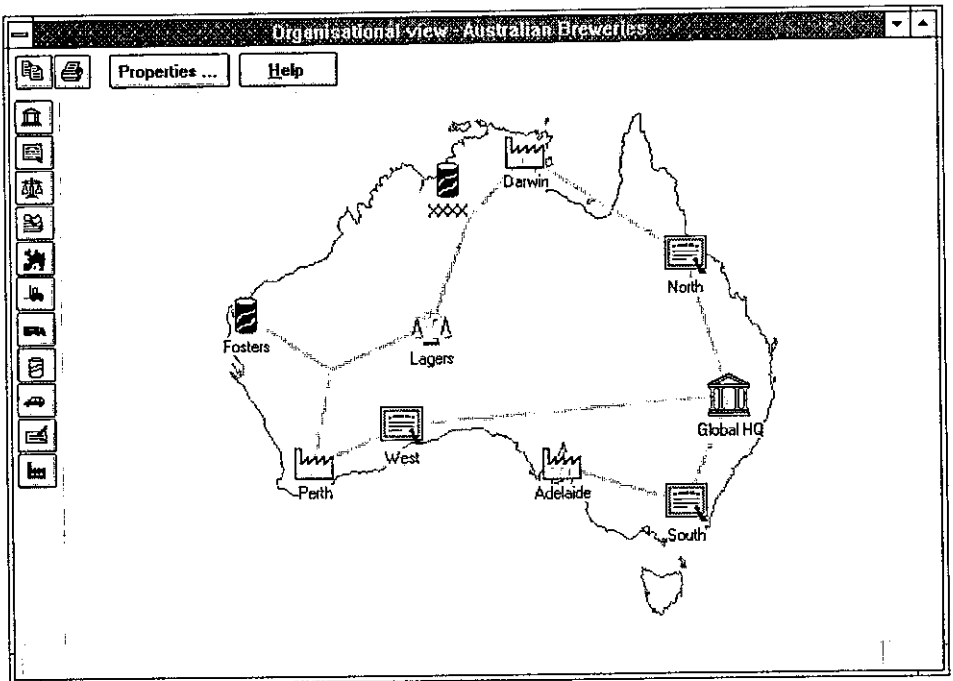 Organisational view - Australian Breweries
Properties ... Help
Darwin
XXXX
North
Fosters
Lagers
Global HQ
West
Perth
Adelaide
South